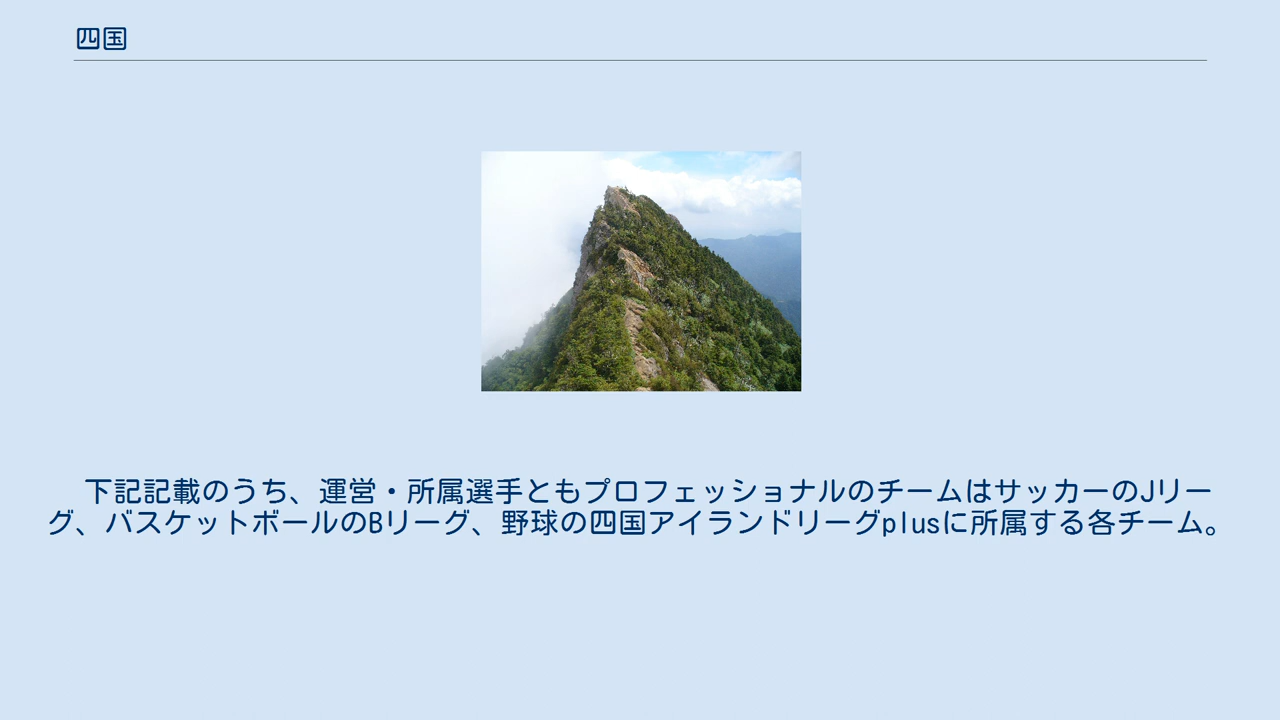 四国
下記記載のうち、運営・所属選手ともプロフェッショナルのチームはサッカーのJリー
グ、バスケットボールのBリーグ、野球の四国アイランドリーグplusに所属する各チーム。